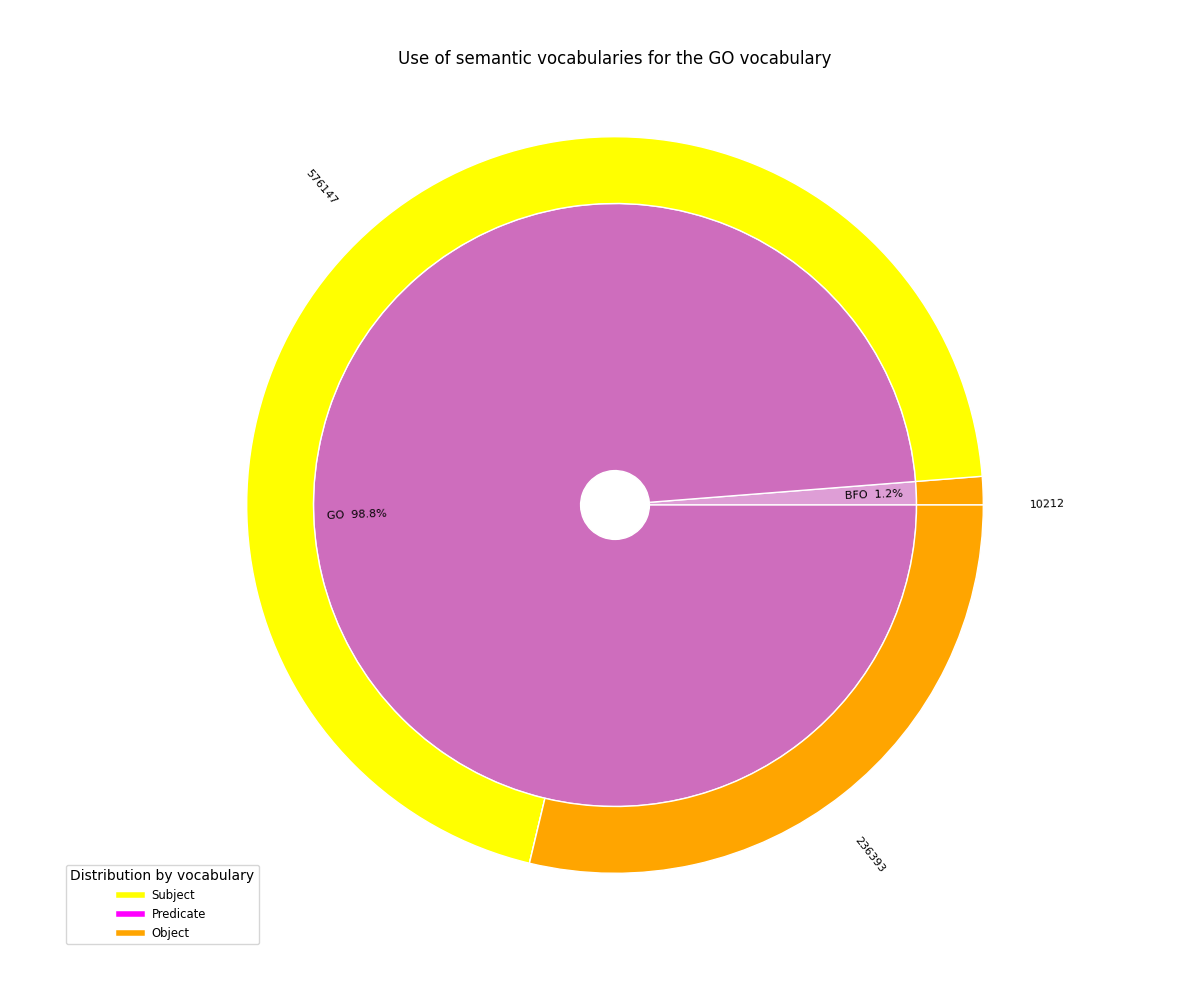 Use of semantic vocabularies for the GO vocabulary
576147
BFO 1.2%
10212
GO 98.8%
236393
Distribution by vocabulary
Subject
Predicate
Object